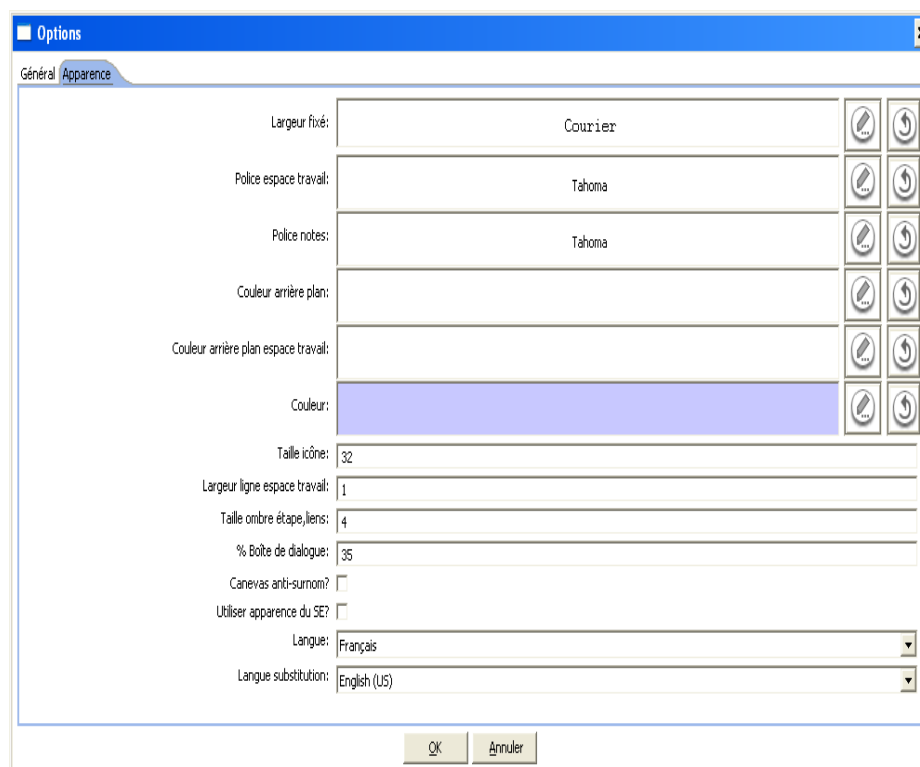 Options
Général Apparence
Largeur fixé: Courier
Police espace travail: Tahoma
Police notes: Tahoma
Couleur arrière plan:
Couleur arrière plan espace travail:
Couleur:
Taille icône: 32
Largeur ligne espace travail: 1
Taille ombre étape,liens: 4
% Boîte de dialogue: 35
Canevas anti-surnom?
Utiliser apparence du SE?
Langue: Français
Langue substitution: English (US)
OK Annuler